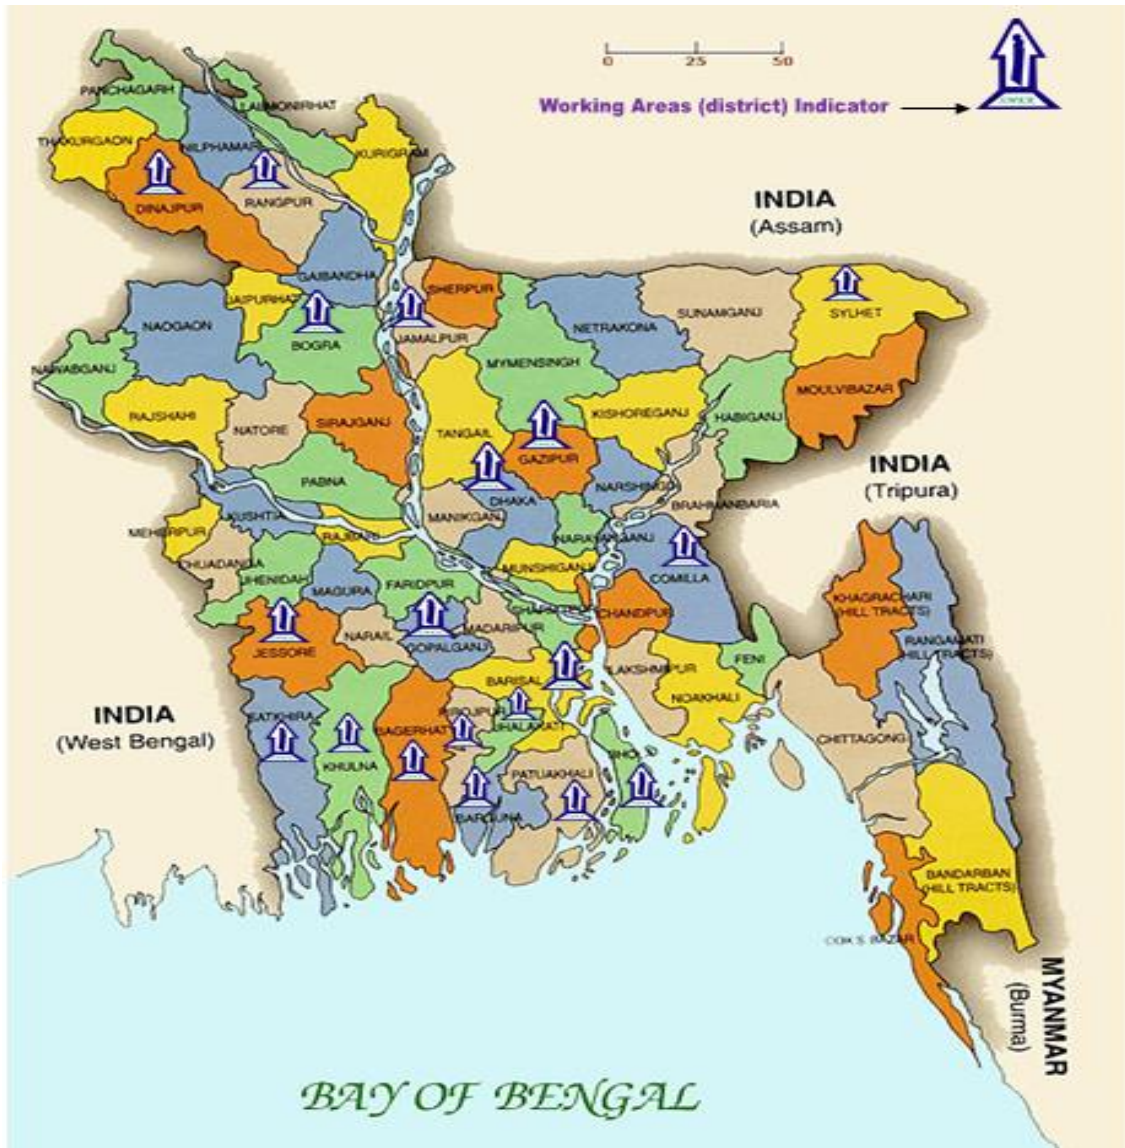 0 25 50
Working Areas (district) Indicator
PANCHAGARH
LALMONIRHAT
THAKURGAON
NILPHAMARI
KURIGRAM
DINAJPUR
RANGPUR
INDIA
(Assam)
GAIBANDHA
SHERPUR
JAIPURHAT
NAOGAON
BOGRA
JAMALPUR
NETRAKONA
SUNAMGANJ
SYLHET
MYMENSINGH
NAWABGANJ
RAJSHAHI
NATORE
SIRAJGANJ
TANGAIL
KISHOREGANJ
HABIGANJ
MOULVIBAZAR
GAZIPUR
INDIA
(Tripura)
PABNA
DHAKA
NARSHINGDI
BRAHMANBARIA
MEHERPUR
KUSHTIA
RAJBARI
MANIKGANJ
NARAYANGANJ
CHUADANGA
JHENIDAH
MAGURA
FARIDPUR
MUNSHIGANJ
COMILLA
KHAGRACHARI
(HILL TRACTS)
CHANDPUR
JESSORE
NARAIL
GOPALGANJ
MADARIPUR
RANGAMATI
(HILL TRACTS)
LAKSHMIPUR
FENI
BARISAL
NOAKHALI
INDIA
(West Bengal)
SATKHIRA
KHULNA
BAGERHAT
PIROJPUR
JHALAKATI
CHITTAGONG
PATUAKHALI
BARGUNA
BANDARBAN
(HILL TRACTS)
COX S BAZAR
MYANMAR
(Burma)
BAY OF BENGAL